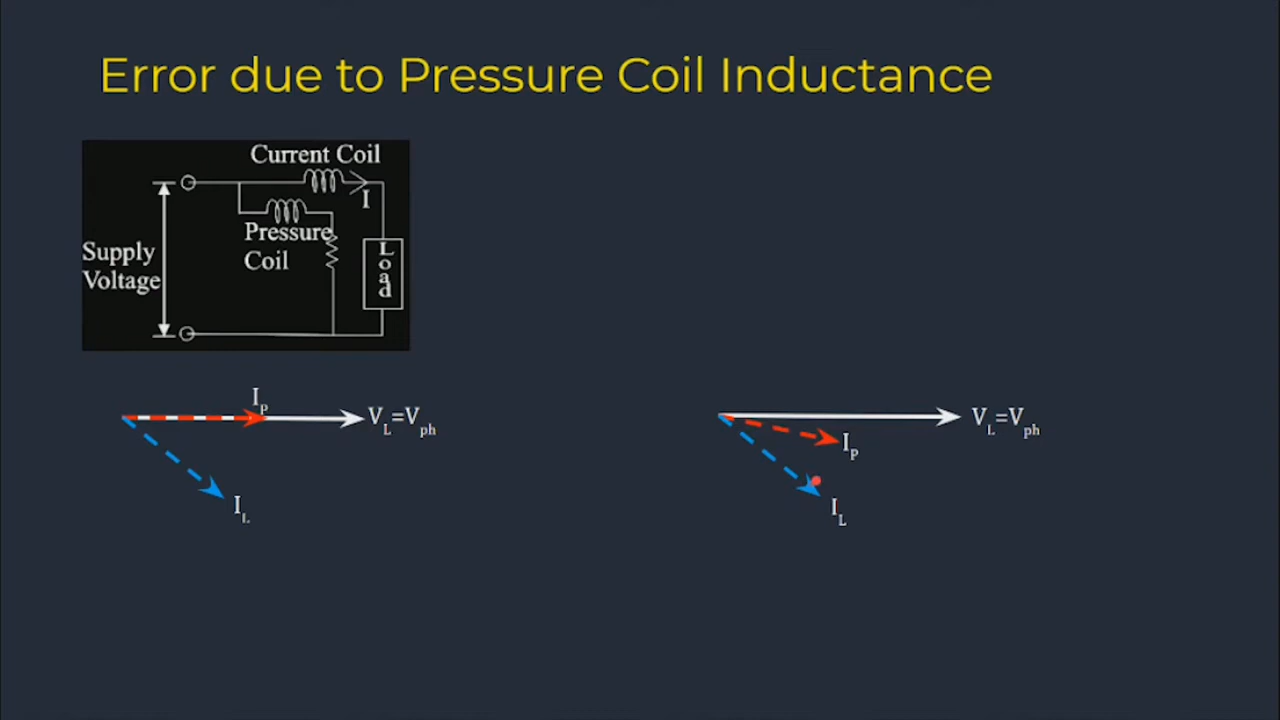 Error due to Pressure Coil Inductance
Current Coil
I
Pressure
Coil
Supply
Voltage
Load
Ip
VL=Vph
IL
VL=Vph
Ip
IL